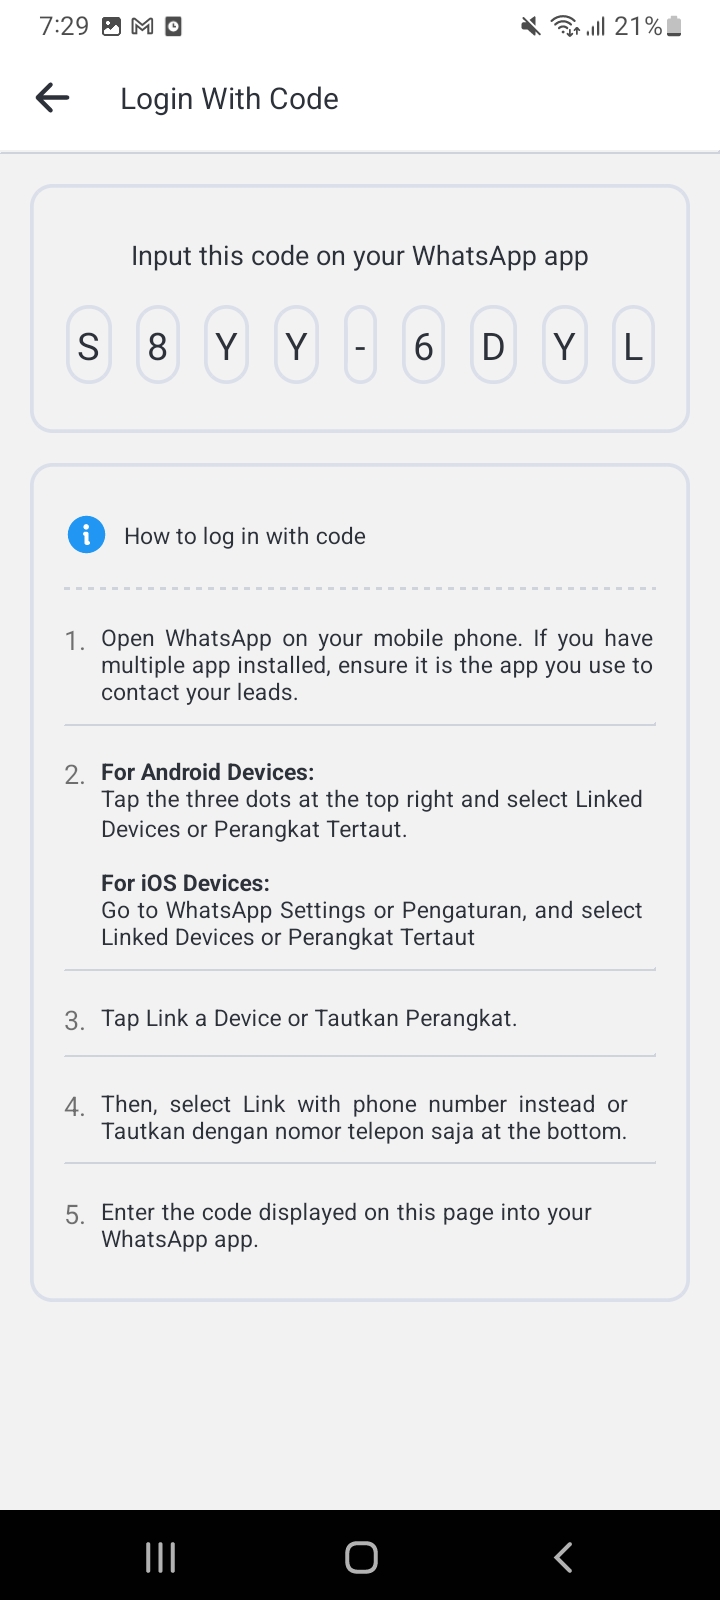 7:29
21%
Login With Code
Input this code on your WhatsApp app
S 8 Y Y - 6 D Y L
How to log in with code
1. Open WhatsApp on your mobile phone. If you have
multiple app installed, ensure it is the app you use to
contact your leads.
2. For Android Devices:
Tap the three dots at the top right and select Linked
Devices or Perangkat Tertaut.
For iOS Devices:
Go to WhatsApp Settings or Pengaturan, and select
Linked Devices or Perangkat Tertaut
3. Tap Link a Device or Tautkan Perangkat.
4. Then, select Link with phone number instead or
Tautkan dengan nomor telepon saja at the bottom.
5. Enter the code displayed on this page into your
WhatsApp app.